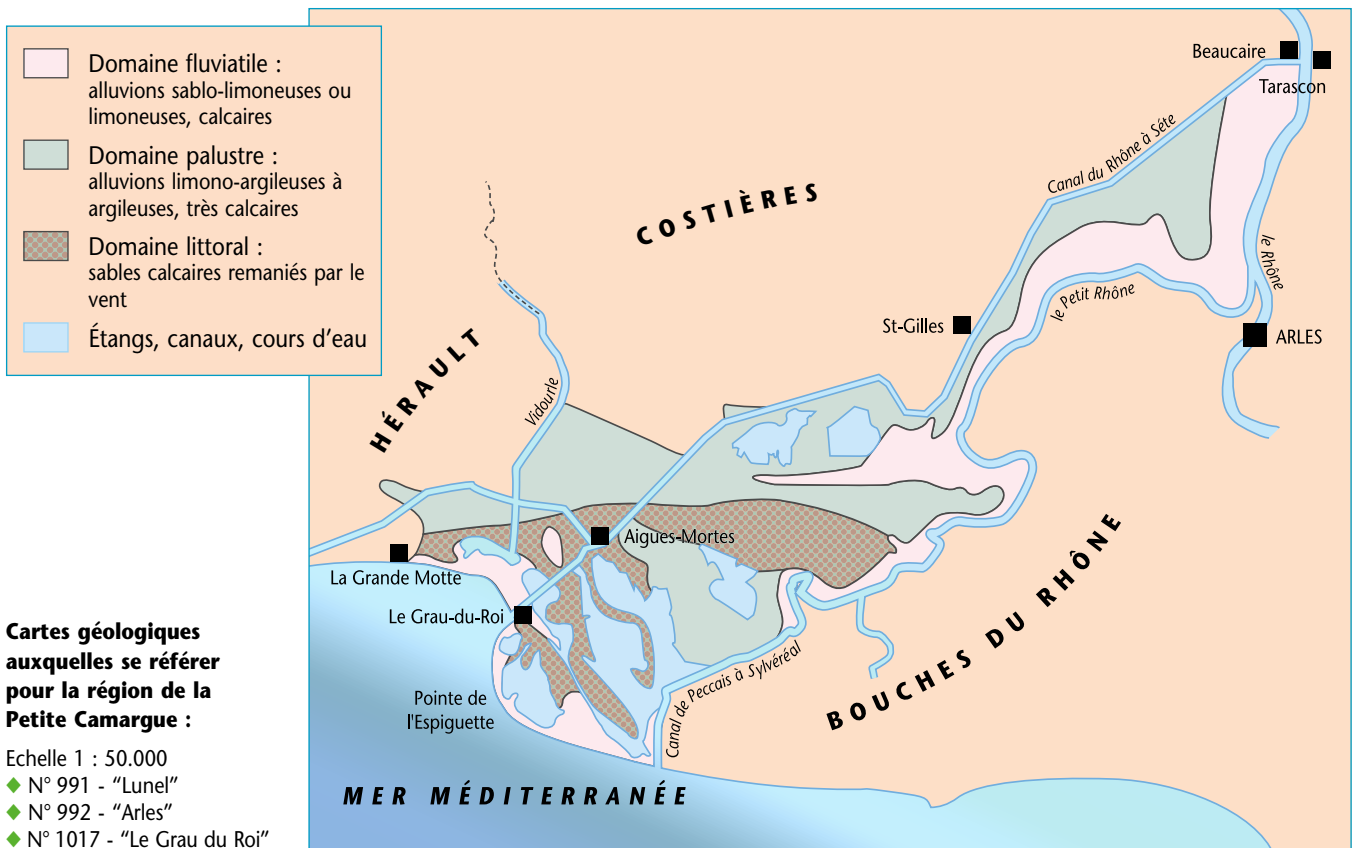 Domaine fluviatile :
alluvions sablo-limoneuses ou
limoneuses, calcaires
Domaine palustre :
alluvions limono-argileuses à
argileuses, très calcaires
Domaine littoral :
sables calcaires remaniés par le
vent
Étangs, canaux, cours d'eau
Beaucaire
Tarascon
Canal du Rhône à Séte
COSTIÈRES
le Rhône
le Petit Rhône
St-Gilles
ARLES
HÉRAULT
Vidourle
Aigues-Mortes
La Grande Motte
Le Grau-du-Roi
Pointe de
l'Espiguette
Canal de Peccais à Sylvéréal
BOUCHES DU RHÔNE
MER MÉDITERRANÉE
Cartes géologiques
auxquelles se référer
pour la région de la
Petite Camargue :
Echelle 1 : 50.000
◆ N° 991 - “Lunel”
◆ N° 992 - “Arles”
◆ N° 1017 - “Le Grau du Roi”